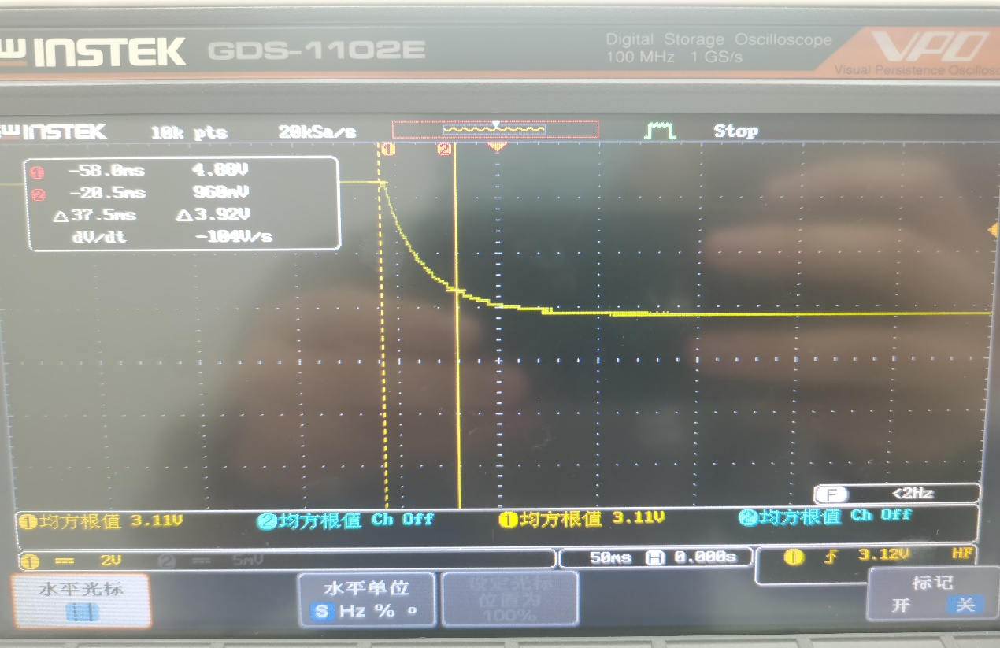 GW INSTEK GDS-1102E Digital Storage Oscilloscope
100 MHz 1 GS/s VPO
Visual Persistence
GW INSTEK 10k pts 20kSa/s Stop
1 2
1 -58.0ms 4.88V
2 -20.5ms 960mV
△37.5ms △3.92V
dV/dt -104V/s
F <2Hz
1 均方根值 3.11V 2 均方根值 Ch Off 1 均方根值 3.11V 2 均方根值 Ch Off
1 2V 2 5mV 50ms H 0.000s 1 3.12V HF
水平光标 水平单位 设定光标 标记
S Hz % ° 位置为 开 关
100%